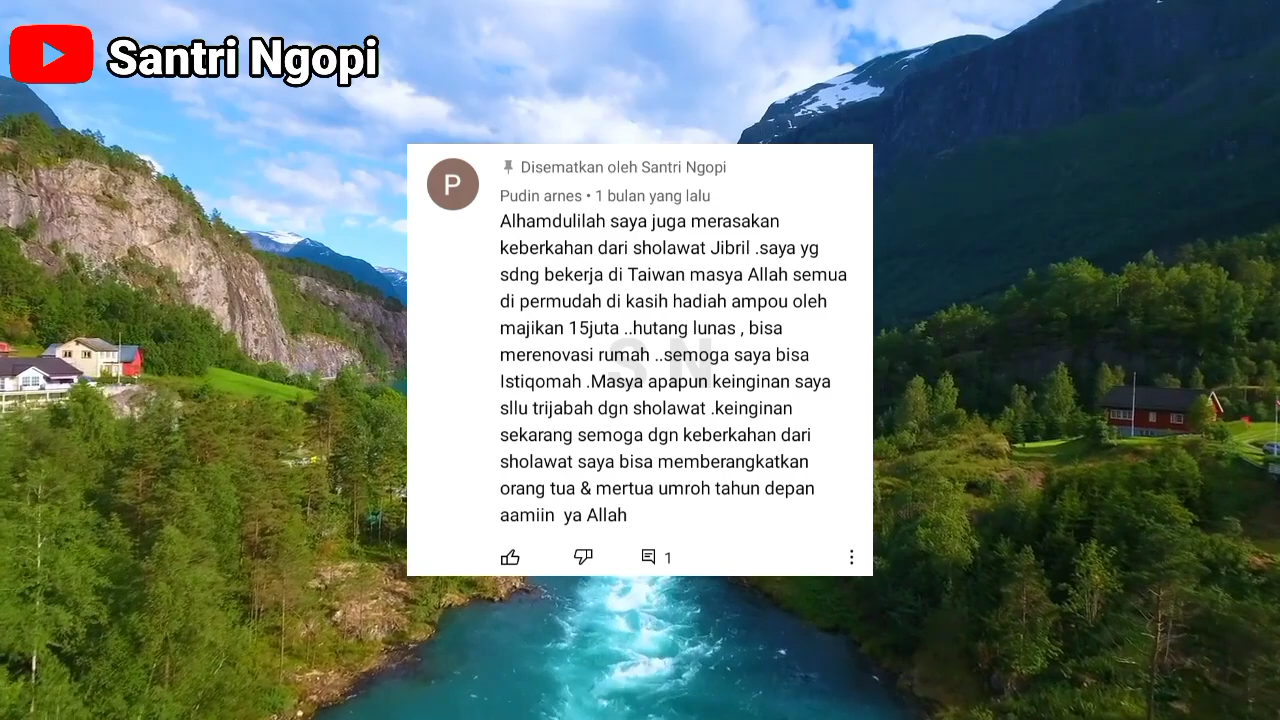 Santri Ngopi
Disematkan oleh Santri Ngopi
Pudin arnes • 1 bulan yang lalu
Alhamdulilah saya juga merasakan
keberkahan dari sholawat Jibril .saya yg
sdng bekerja di Taiwan masya Allah semua
di permudah di kasih hadiah ampou oleh
majikan 15juta ..hutang lunas , bisa
merenovasi rumah ..semoga saya bisa
Istiqomah .Masya apapun keinginan saya
sllu trijabah dgn sholawat .keinginan
sekarang semoga dgn keberkahan dari
sholawat saya bisa memberangkatkan
orang tua & mertua umroh tahun depan
aamiin  ya Allah
1
P
S N